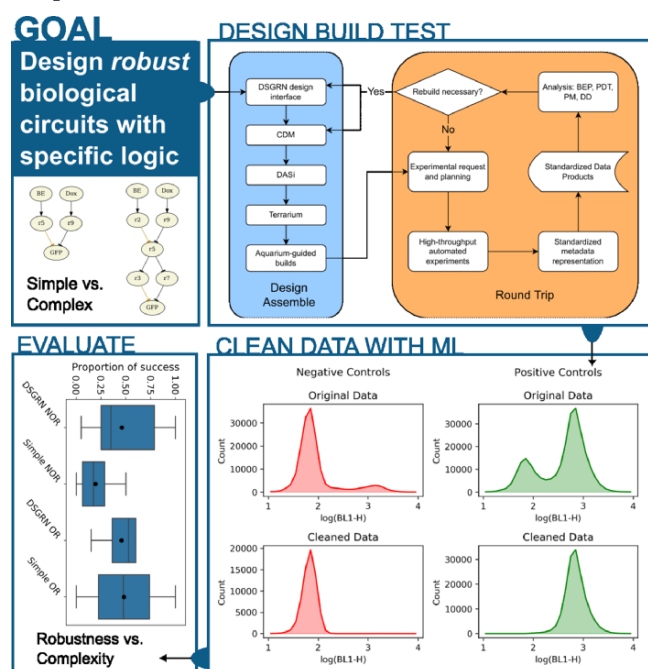 GOAL
Design robust
biological
circuits with
specific logic
BE
Dox
r5
r9
GFP
BE
Dox
r2
r9
r5
r3
r7
GFP
Simple vs.
Complex
DESIGN BUILD TEST
DSGRN design
interface
CDM
DASi
Terrarium
Aquarium-guided
builds
Design
Assemble
Yes
Rebuild necessary?
No
Analysis: BEP, PDT,
PM, DD
Experimental request
and planning
Standardized Data
Products
High-throughput
automated
experiments
Standardized
metadata
representation
Round Trip
EVALUATE
Proportion of success
0.00
0.25
0.50
0.75
1.00
DSGRN NOR
Simple NOR
DSGRN OR
Simple OR
Robustness vs.
Complexity
CLEAN DATA WITH ML
Negative Controls
Original Data
Count
30000
20000
10000
0
1
2
3
4
log(BL1-H)
Positive Controls
Original Data
Count
30000
20000
10000
0
1
2
3
4
log(BL1-H)
Cleaned Data
Count
20000
15000
10000
5000
0
1
2
3
4
log(BL1-H)
Cleaned Data
Count
30000
20000
10000
0
1
2
3
4
log(BL1-H)